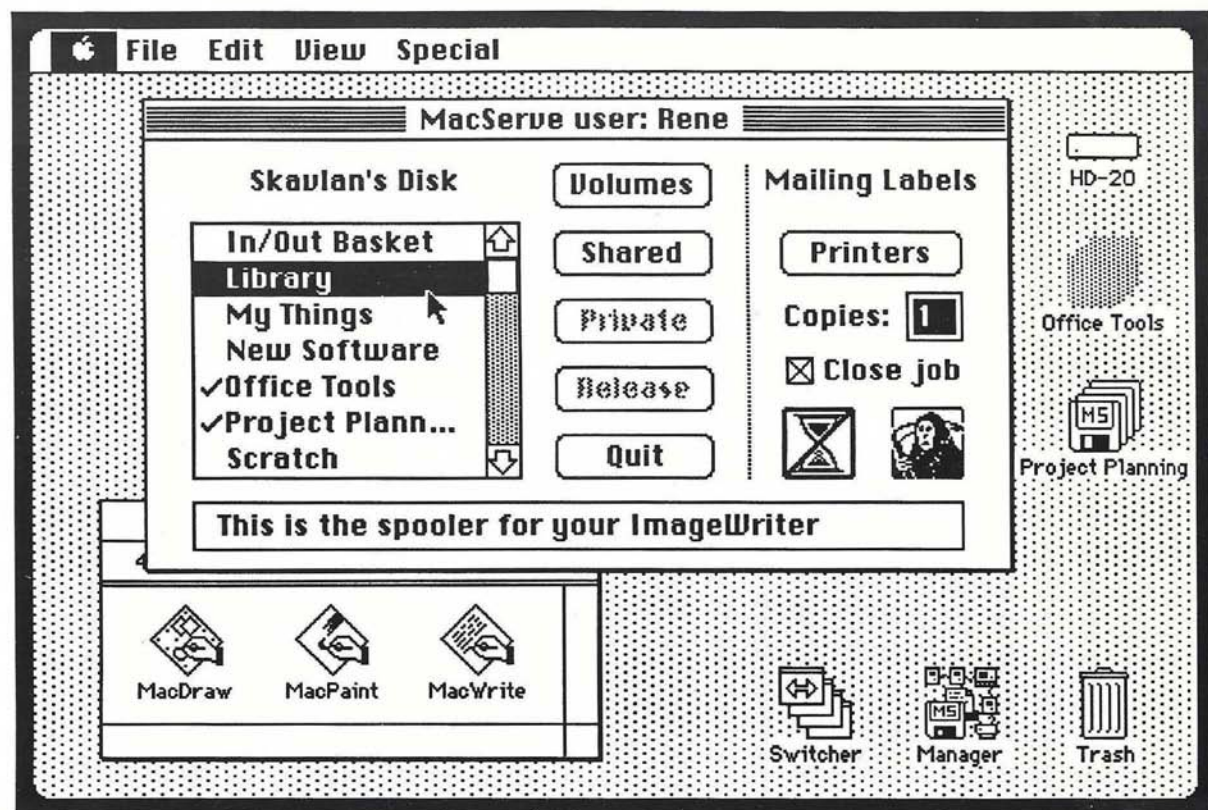 File Edit View Special
MacServe user: Rene
Skavlan's Disk
In/Out Basket
Library
My Things
New Software
✓Office Tools
✓Project Plann...
Scratch
Volumes
Shared
Private
Release
Quit
Mailing Labels
Printers
Copies: 1
Close job
This is the spooler for your ImageWriter
HD-20
Office Tools
MS
Project Planning
MacDraw
MacPaint
MacWrite
Switcher
MS
Manager
Trash